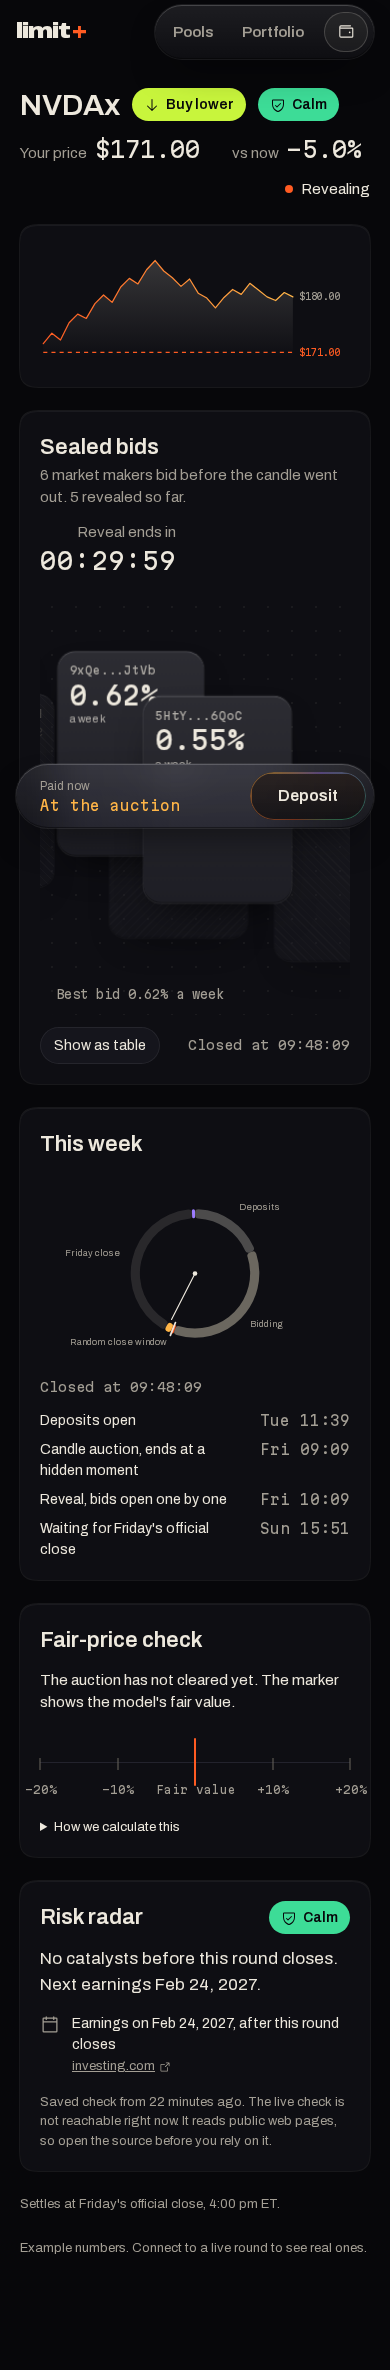 limit+
Pools Portfolio
NVDAx Buy lower Calm
Your price $171.00 vs now −5.0%
Revealing
$180.00
$171.00
Sealed bids
6 market makers bid before the candle went
out. 5 revealed so far.
Reveal ends in
00:29:59
9xQe...JtVb
0.62%
a week
5HtY...6QoC
0.55%
Paid now
At the auction
Deposit
Best bid 0.62% a week
Show as table
Closed at 09:48:09
This week
Deposits
Friday close
Bidding
Random close window
Closed at 09:48:09
Deposits open Tue 11:39
Candle auction, ends at a Fri 09:09
hidden moment
Reveal, bids open one by one Fri 10:09
Waiting for Friday's official Sun 15:51
close
Fair-price check
The auction has not cleared yet. The marker
shows the model's fair value.
−20% −10% Fair value +10% +20%
How we calculate this
Risk radar Calm
No catalysts before this round closes.
Next earnings Feb 24, 2027.
Earnings on Feb 24, 2027, after this round
closes
investing.com
Saved check from 22 minutes ago. The live check is
not reachable right now. It reads public web pages,
so open the source before you rely on it.
Settles at Friday's official close, 4:00 pm ET.
Example numbers. Connect to a live round to see real ones.